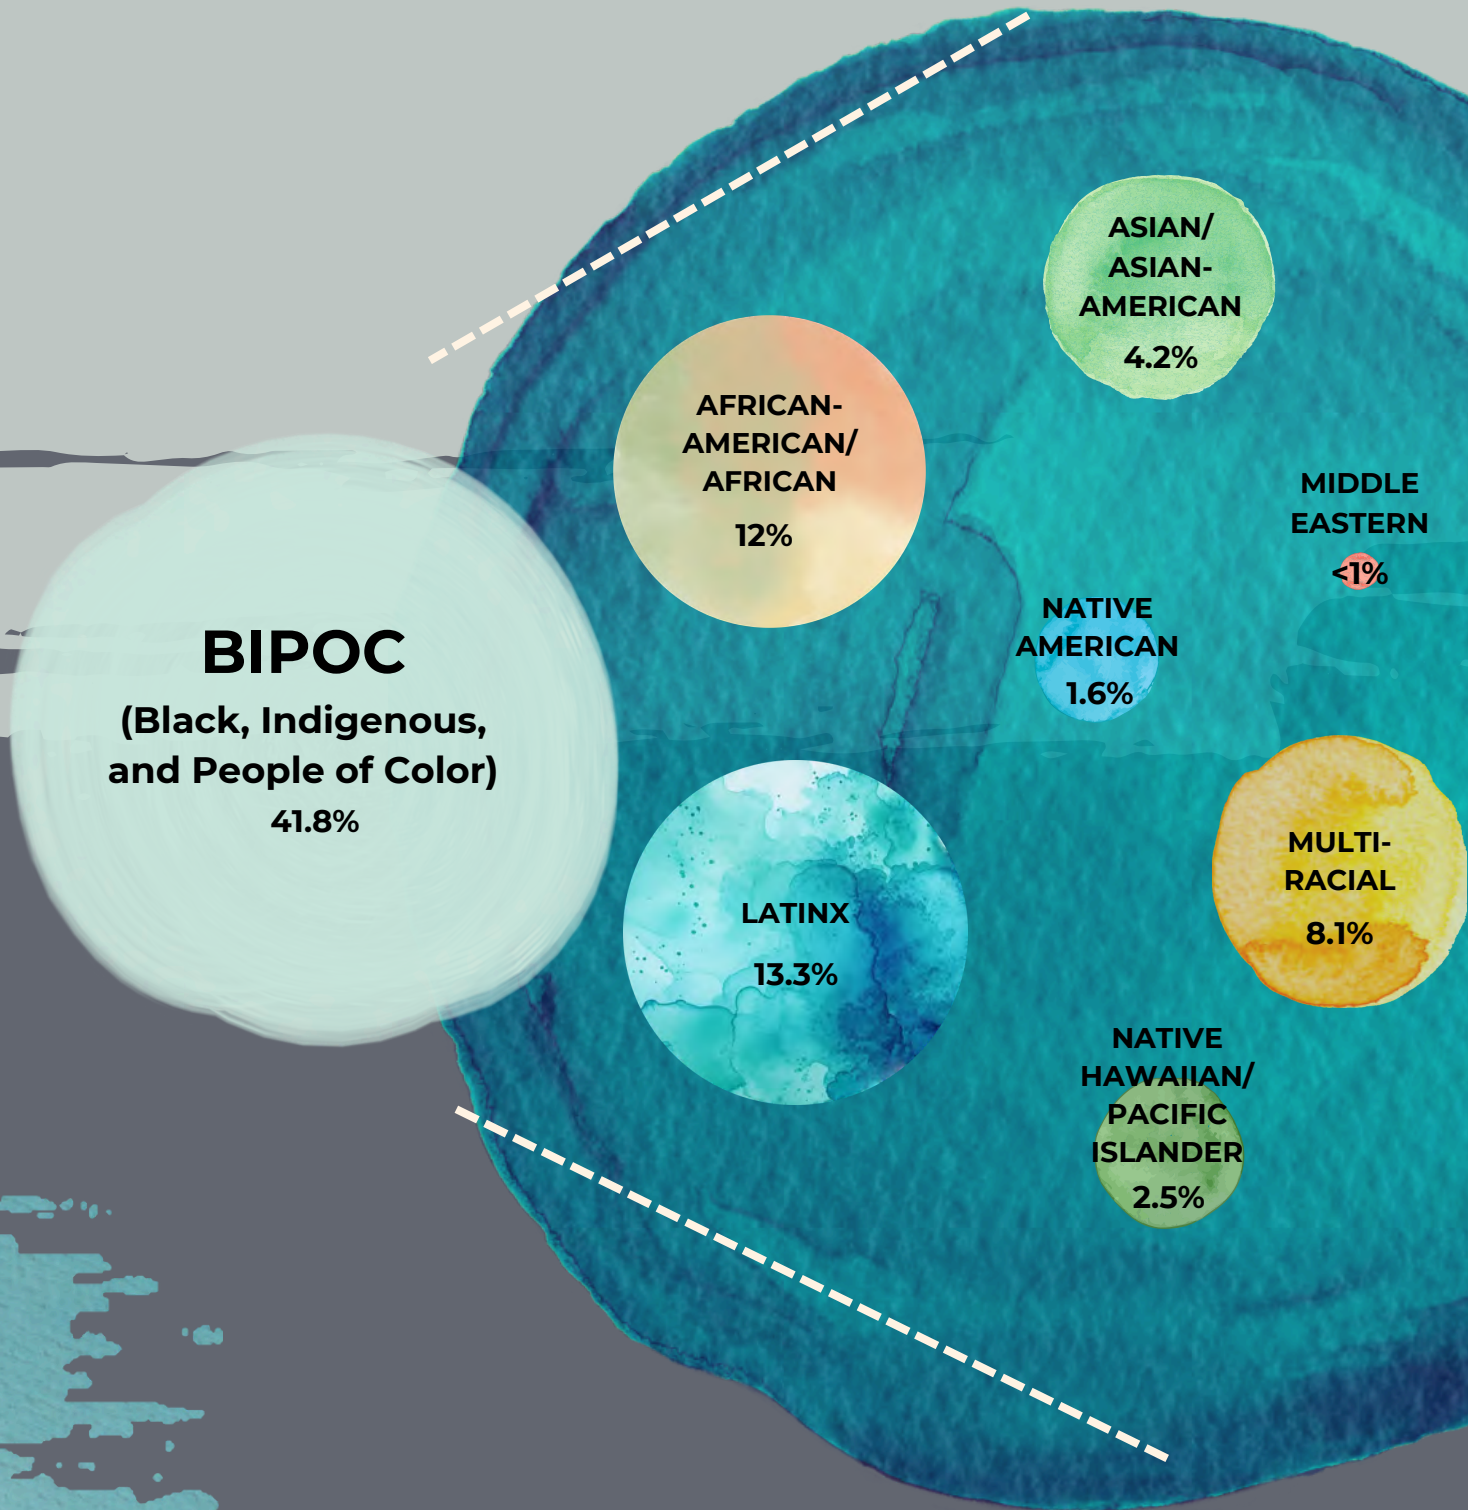 BIPOC
(Black, Indigenous,
and People of Color)
41.8%
AFRICAN-
AMERICAN/
AFRICAN
12%
ASIAN/
ASIAN-
AMERICAN
4.2%
MIDDLE
EASTERN
<1%
NATIVE
AMERICAN
1.6%
LATINX
13.3%
MULTI-
RACIAL
8.1%
NATIVE
HAWAIIAN/
PACIFIC
ISLANDER
2.5%